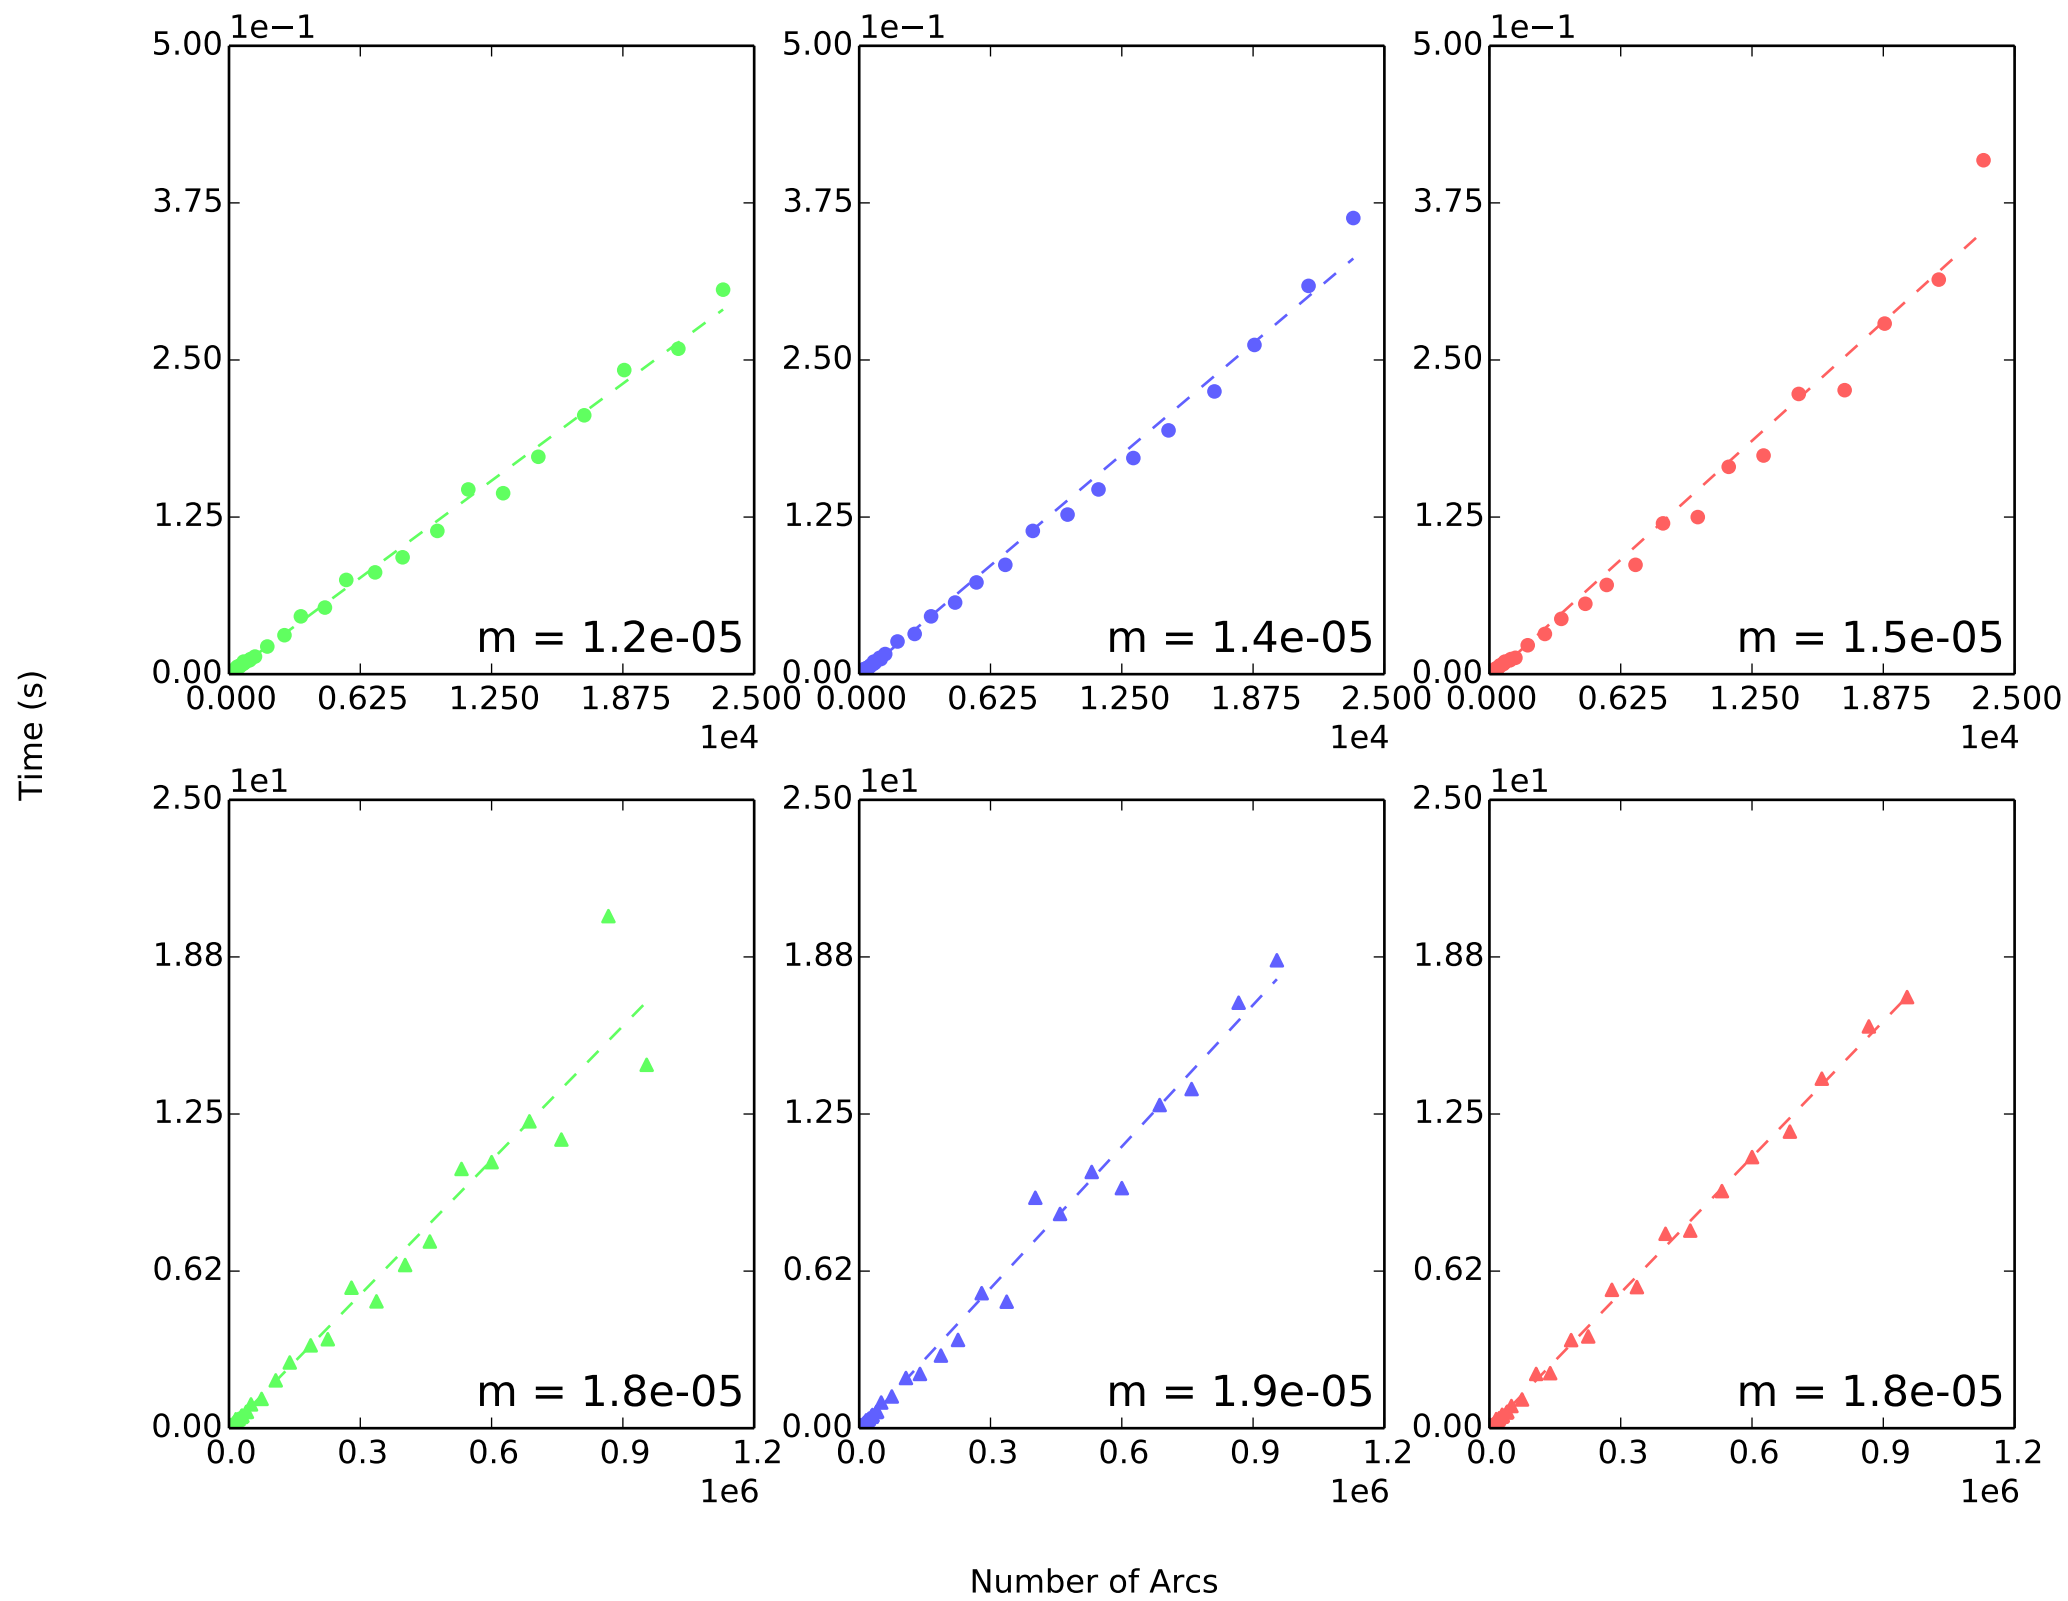 1e−1 1e−1 1e−1
5.00 5.00 5.00
3.75 3.75 3.75
2.50 2.50 2.50
1.25 1.25 1.25
m = 1.2e-05 m = 1.4e-05 m = 1.5e-05
0.00 0.00 0.00
0.000 0.625 1.250 1.875 2.500 0.000 0.625 1.250 1.875 2.500 0.000 0.625 1.250 1.875 2.500
1e4 1e4 1e4
Time (s)
1e1 1e1 1e1
2.50 2.50 2.50
1.88 1.88 1.88
1.25 1.25 1.25
0.62 0.62 0.62
m = 1.8e-05 m = 1.9e-05 m = 1.8e-05
0.00 0.00 0.00
0.0 0.3 0.6 0.9 1.2 0.0 0.3 0.6 0.9 1.2 0.0 0.3 0.6 0.9 1.2
1e6 1e6 1e6
Number of Arcs